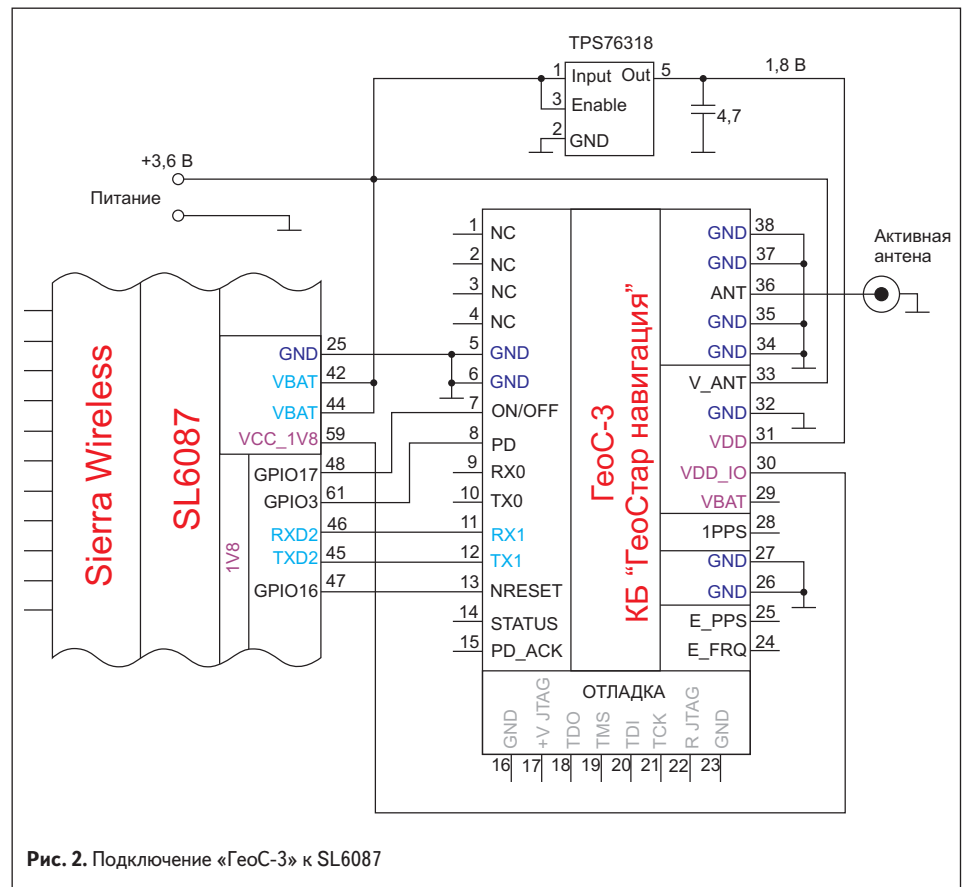 TPS76318
1 Input Out 5
3 Enable
2 GND
1,8 В
4,7
+3,6 В
Питание
Sierra Wireless
SL6087
1V8
GND 25
VBAT 42
VBAT 44
VCC_1V8 59
GPIO17 48
GPIO3 61
RXD2 46
TXD2 45
GPIO16 47
1 NC
2 NC
3 NC
4 NC
5 GND
6 GND
7 ON/OFF
8 PD
9 RX0
10 TX0
11 RX1
12 TX1
13 NRESET
14 STATUS
15 PD_ACK
ГеоС-3
КБ “ГеоСтар навигация”
GND 38
GND 37
ANT 36
GND 35
GND 34
V_ANT 33
GND 32
VDD 31
VDD_IO 30
VBAT 29
1PPS 28
GND 27
GND 26
E_PPS 25
E_FRQ 24
Активная
антена
ОТЛАДКА
GND
+V JTAG
TDO
TMS
TDI
TCK
R JTAG
GND
16 17 18 19 20 21 22 23
Рис. 2. Подключение «ГеоС-3» к SL6087